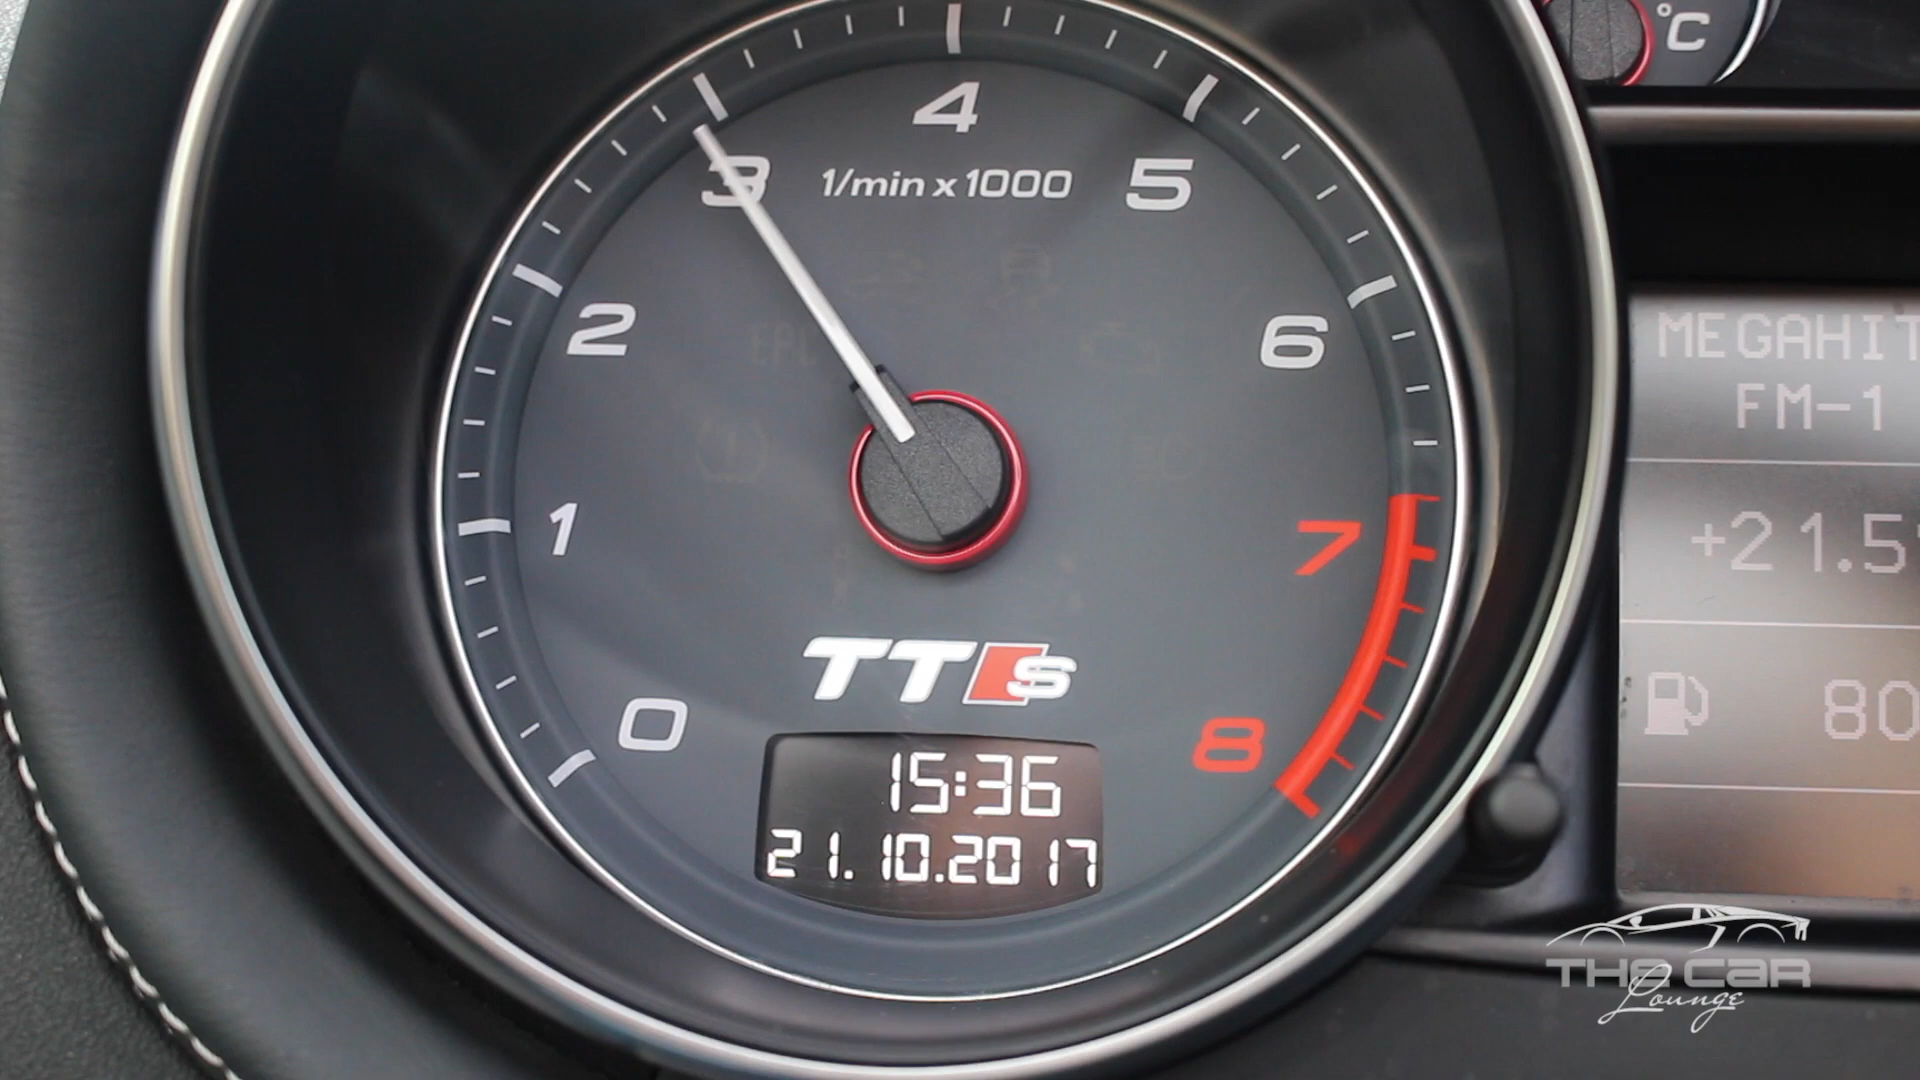 °C
4
3
1/min x 1000
5
2
6
1
7
TTS
0
8
15:36
21.10.2017
MEGAHIT
FM-1
+21.5
80
THE CAR
Lounge